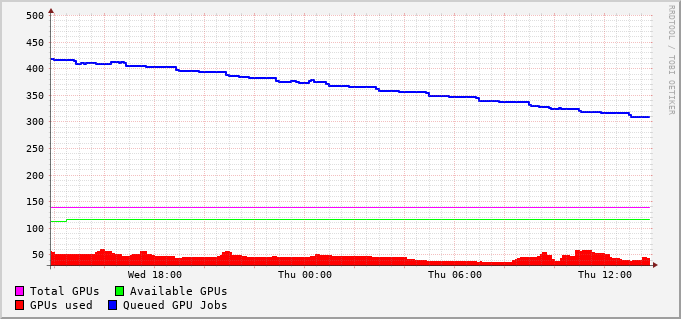 500
450
400
350
300
250
200
150
100
50
Wed 18:00 Thu 00:00 Thu 06:00 Thu 12:00
Total GPUs Available GPUs
GPUs used Queued GPU Jobs
RRDTOOL / TOBI OETIKER